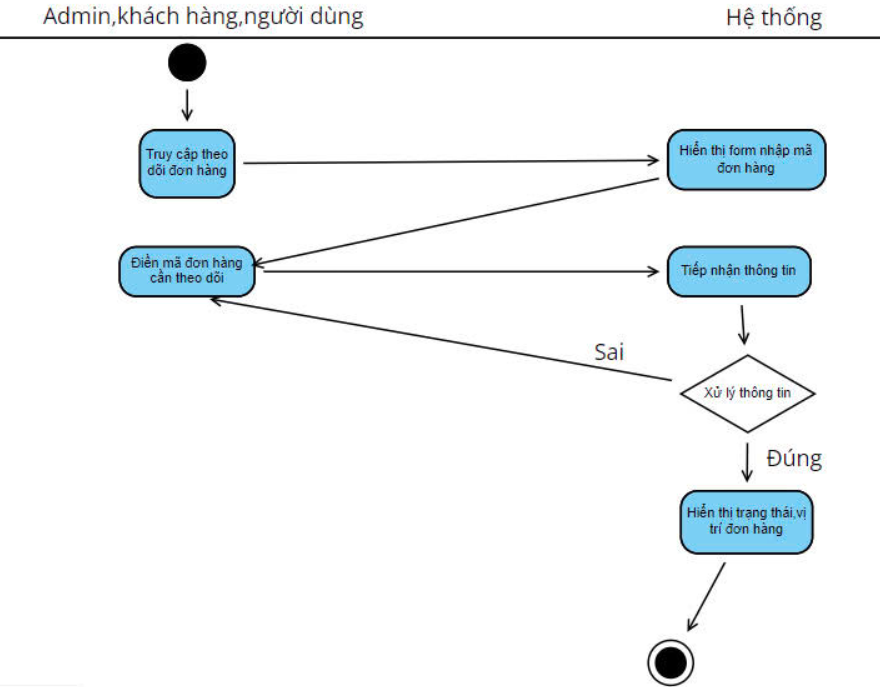 Admin,khách hàng,người dùng
Hệ thống
Truy cập theo
dõi đơn hàng
Hiển thị form nhập mã
đơn hàng
Điền mã đơn hàng
cần theo dõi
Tiếp nhận thông tin
Sai
Xử lý thông tin
Đúng
Hiển thị trạng thái,vị
trí đơn hàng